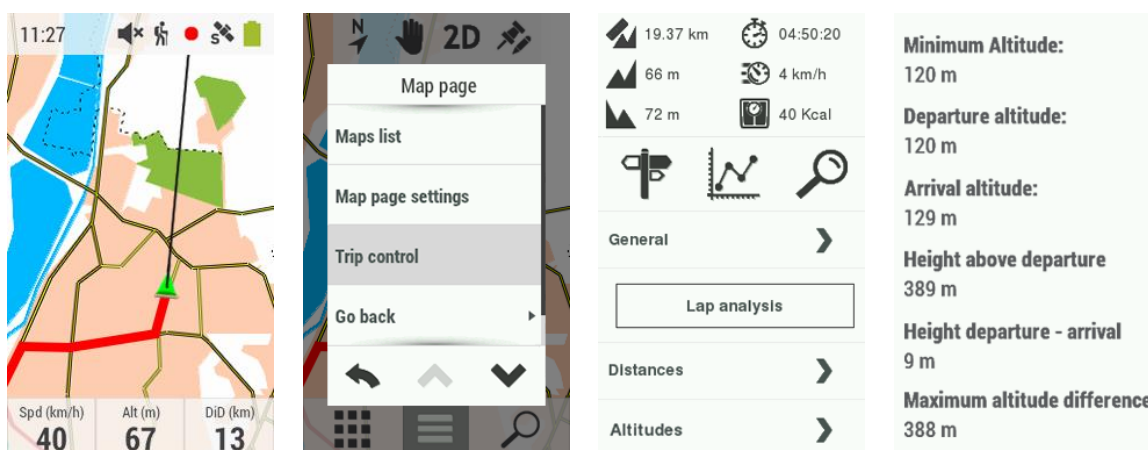 11:27
N
S
Spd (km/h)
Alt (m)
DiD (km)
40
67
13
N
2D
Map page
Maps list
Map page settings
Trip control
Go back
19.37 km
04:50:20
66 m
4 km/h
72 m
40 Kcal
General
Lap analysis
Distances
Altitudes
Minimum Altitude:
120 m
Departure altitude:
120 m
Arrival altitude:
129 m
Height above departure
389 m
Height departure - arrival
9 m
Maximum altitude difference
388 m